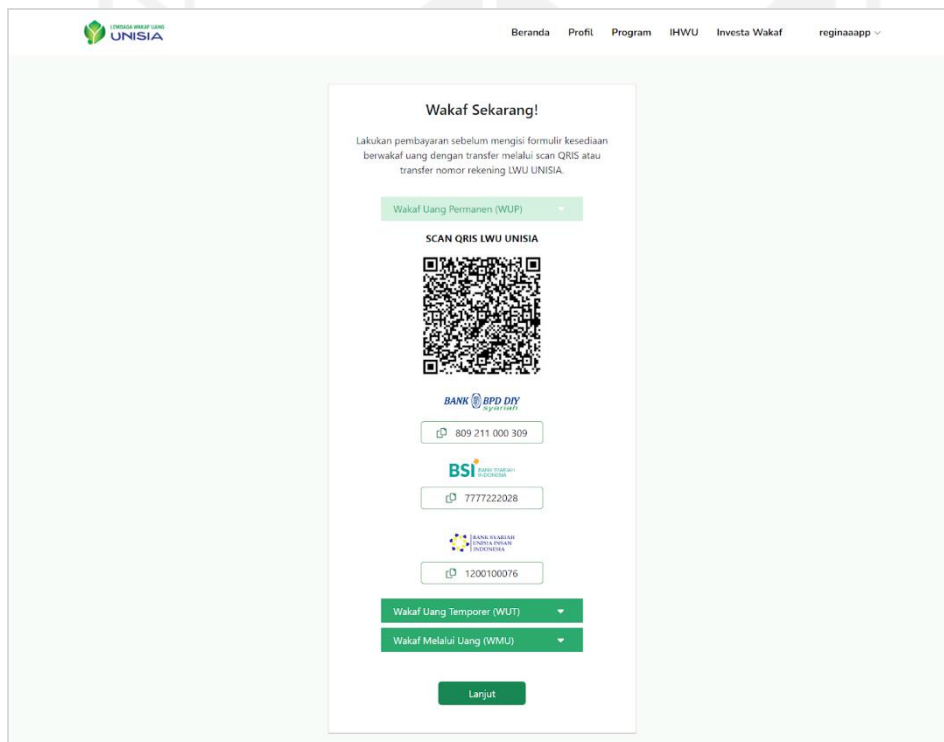 LEMBAGA WAKAF UANG
UNISIA
Beranda Profil Program IHWU Investa Wakaf reginaaapp
Wakaf Sekarang!
Lakukan pembayaran sebelum mengisi formulir kesediaan
berwakaf uang dengan transfer melalui scan QRIS atau
transfer nomor rekening LWU UNISIA.
Wakaf Uang Permanen (WUP)
SCAN QRIS LWU UNISIA
BANK BPD DIY
syariah
809 211 000 309
BSI BANK SYARIAH
INDONESIA
7777222028
BANK SYARIAH
UNISIA INSAN
INDONESIA
1200100076
Wakaf Uang Temporer (WUT)
Wakaf Melalui Uang (WMU)
Lanjut